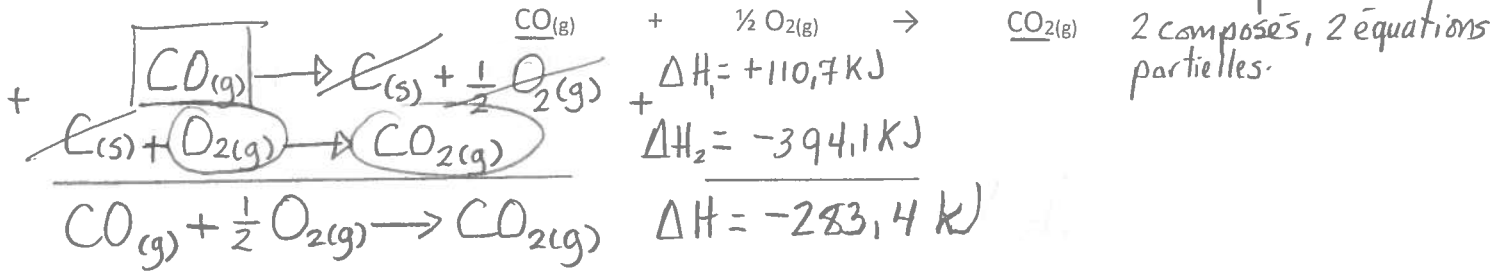 CO(g) + ½ O2(g) → CO2(g) 2 composés, 2 équations
partielles.
CO(g) → C(s) + 1/2 O2(g) ΔH1 = +110,7 KJ
+ C(s) + O2(g) → CO2(g) + ΔH2 = -394,1 KJ
CO(g) + 1/2 O2(g) → CO2(g) ΔH = -283,4 kJ